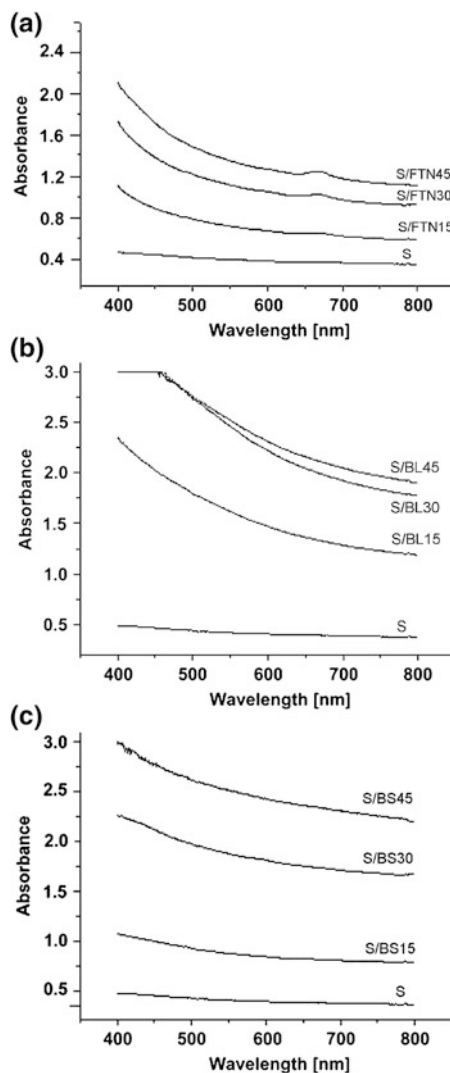 (a)
2.4
2.0
1.6
1.2
0.8
0.4
Absorbance
S/FTN45
S/FTN30
S/FTN15
S
400 500 600 700 800
Wavelength [nm]
(b)
3.0
2.5
2.0
1.5
1.0
0.5
Absorbance
S/BL45
S/BL30
S/BL15
S
400 500 600 700 800
Wavelength [nm]
(c)
3.0
2.5
2.0
1.5
1.0
0.5
Absorbance
S/BS45
S/BS30
S/BS15
S
400 500 600 700 800
Wavelength [nm]